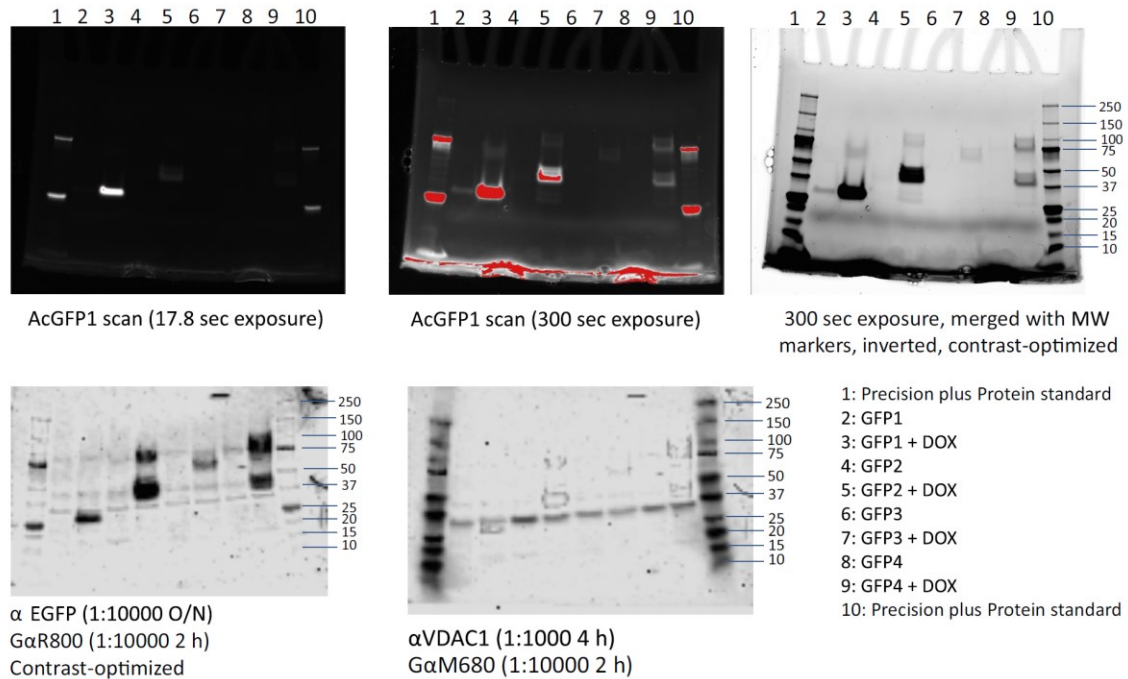 1 2 3 4 5 6 7 8 9 10
1 2 3 4 5 6 7 8 9 10
1 2 3 4 5 6 7 8 9 10
250
150
100
75
50
37
25
20
15
10
AcGFP1 scan (17.8 sec exposure)
AcGFP1 scan (300 sec exposure)
300 sec exposure, merged with MW
markers, inverted, contrast-optimized
250
150
100
75
50
37
25
20
15
10
α EGFP (1:10000 O/N)
GαR800 (1:10000 2 h)
Contrast-optimized
250
150
100
75
50
37
25
20
15
10
αVDAC1 (1:1000 4 h)
GαM680 (1:10000 2 h)
1: Precision plus Protein standard
2: GFP1
3: GFP1 + DOX
4: GFP2
5: GFP2 + DOX
6: GFP3
7: GFP3 + DOX
8: GFP4
9: GFP4 + DOX
10: Precision plus Protein standard